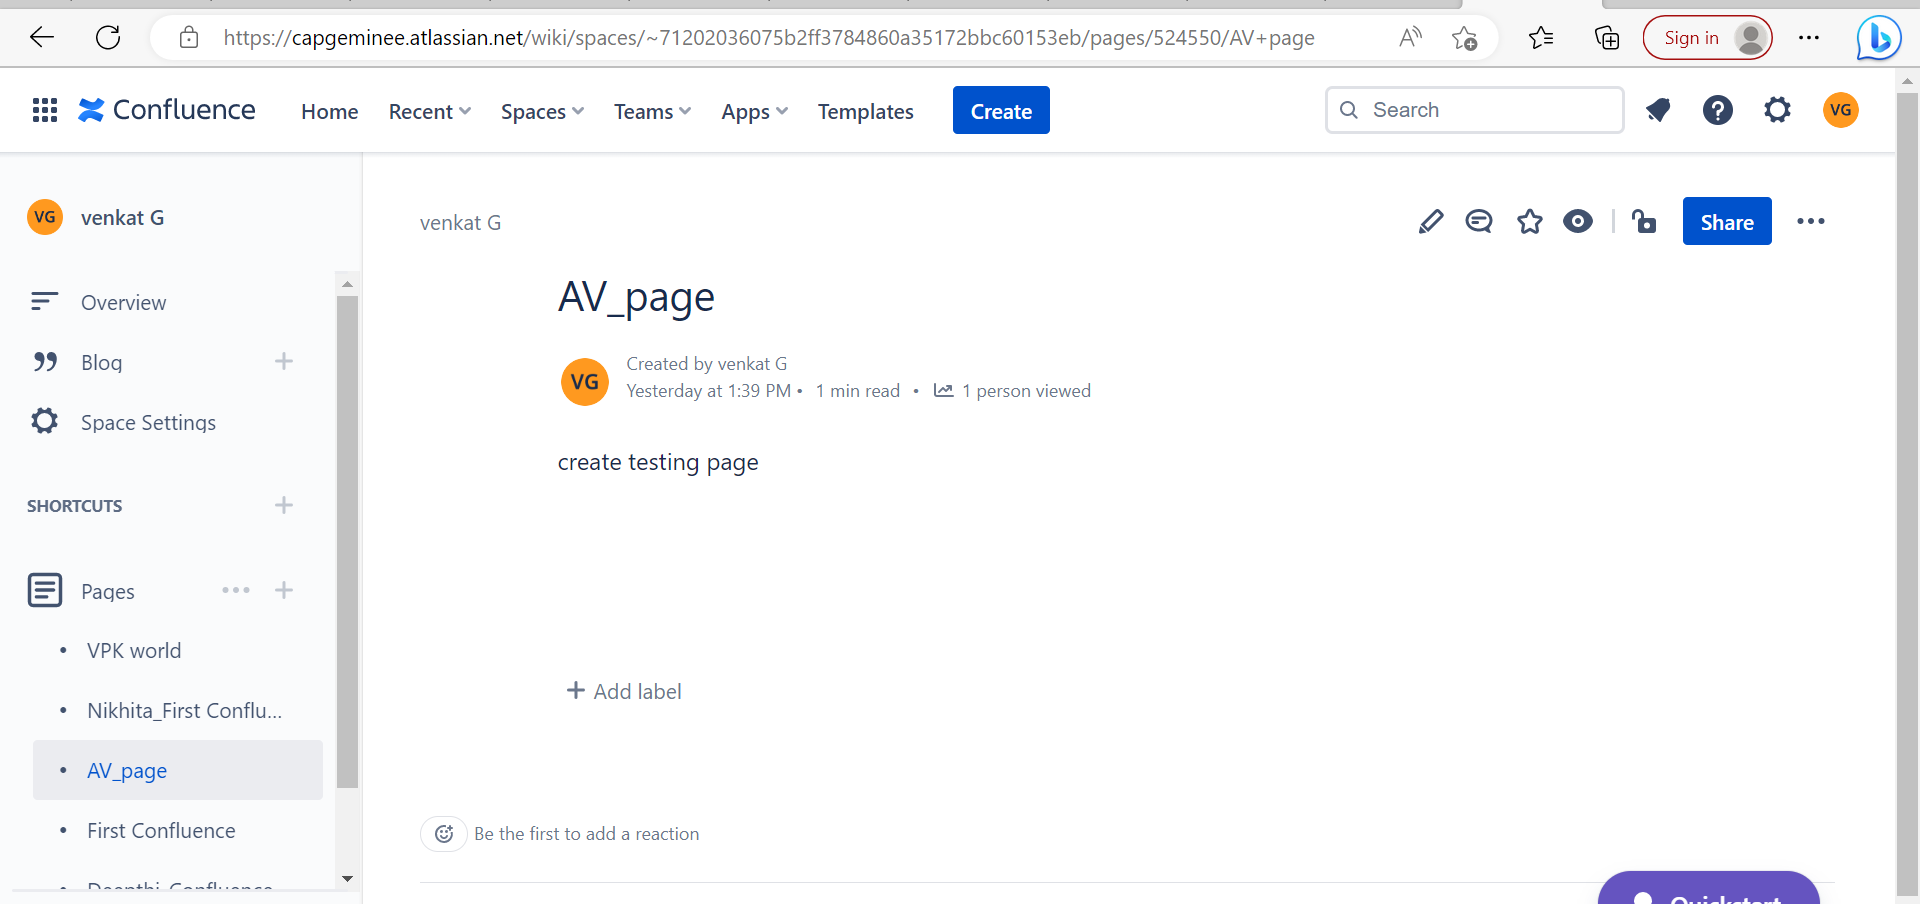 https://capgeminee.atlassian.net/wiki/spaces/~71202036075b2ff3784860a35172bbc60153eb/pages/524550/AV+page
A
Sign in
Confluence
Home
Recent
Spaces
Teams
Apps
Templates
Create
Search
VG
VG
venkat G
venkat G
Share
Overview
Blog
Space Settings
SHORTCUTS
Pages
VPK world
Nikhita_First Conflu...
AV_page
First Confluence
Deepthi_Confluence
AV_page
VG
Created by venkat G
Yesterday at 1:39 PM • 1 min read • 1 person viewed
create testing page
Add label
Be the first to add a reaction
Quickstart